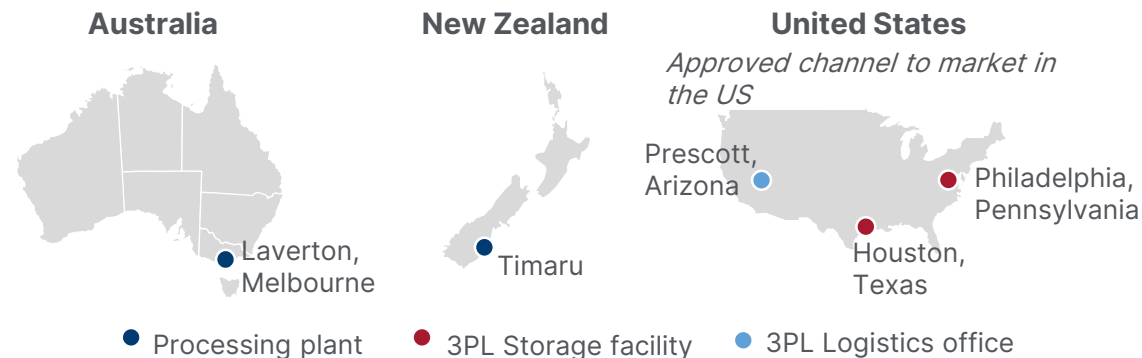 Australia
New Zealand
United States
Approved channel to market in
the US
Prescott,
Arizona
Philadelphia,
Pennsylvania
Laverton,
Melbourne
Timaru
Houston,
Texas
Processing plant
3PL Storage facility
3PL Logistics office